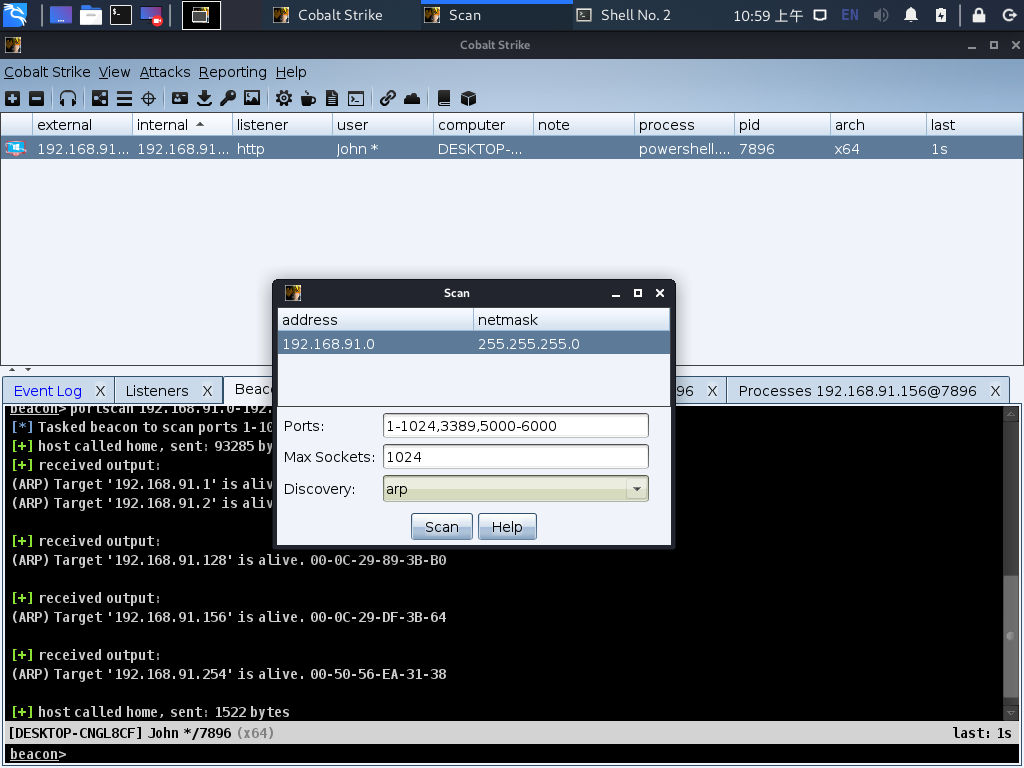 Cobalt Strike
Scan
Shell No. 2
10:59 上午
EN
Cobalt Strike
Cobalt Strike View Attacks Reporting Help
external internal listener user computer note process pid arch last
192.168.91... 192.168.91... http John * DESKTOP-... powershell.... 7896 x64 1s
Scan
address netmask
192.168.91.0 255.255.255.0
Ports: 1-1024,3389,5000-6000
Max Sockets: 1024
Discovery: arp
Scan Help
Event Log X Listeners X Beac 96 X Processes 192.168.91.156@7896 X
beacon> portscan 192.168.91.0-192.
[*] Tasked beacon to scan ports 1-10
[+] host called home, sent: 93285 by
[+] received output:
(ARP) Target '192.168.91.1' is aliv
(ARP) Target '192.168.91.2' is aliv
[+] received output:
(ARP) Target '192.168.91.128' is alive. 00-0C-29-89-3B-B0
[+] received output:
(ARP) Target '192.168.91.156' is alive. 00-0C-29-DF-3B-64
[+] received output:
(ARP) Target '192.168.91.254' is alive. 00-50-56-EA-31-38
[+] host called home, sent: 1522 bytes
[DESKTOP-CNGL8CF] John */7896 (x64) last: 1s
beacon>